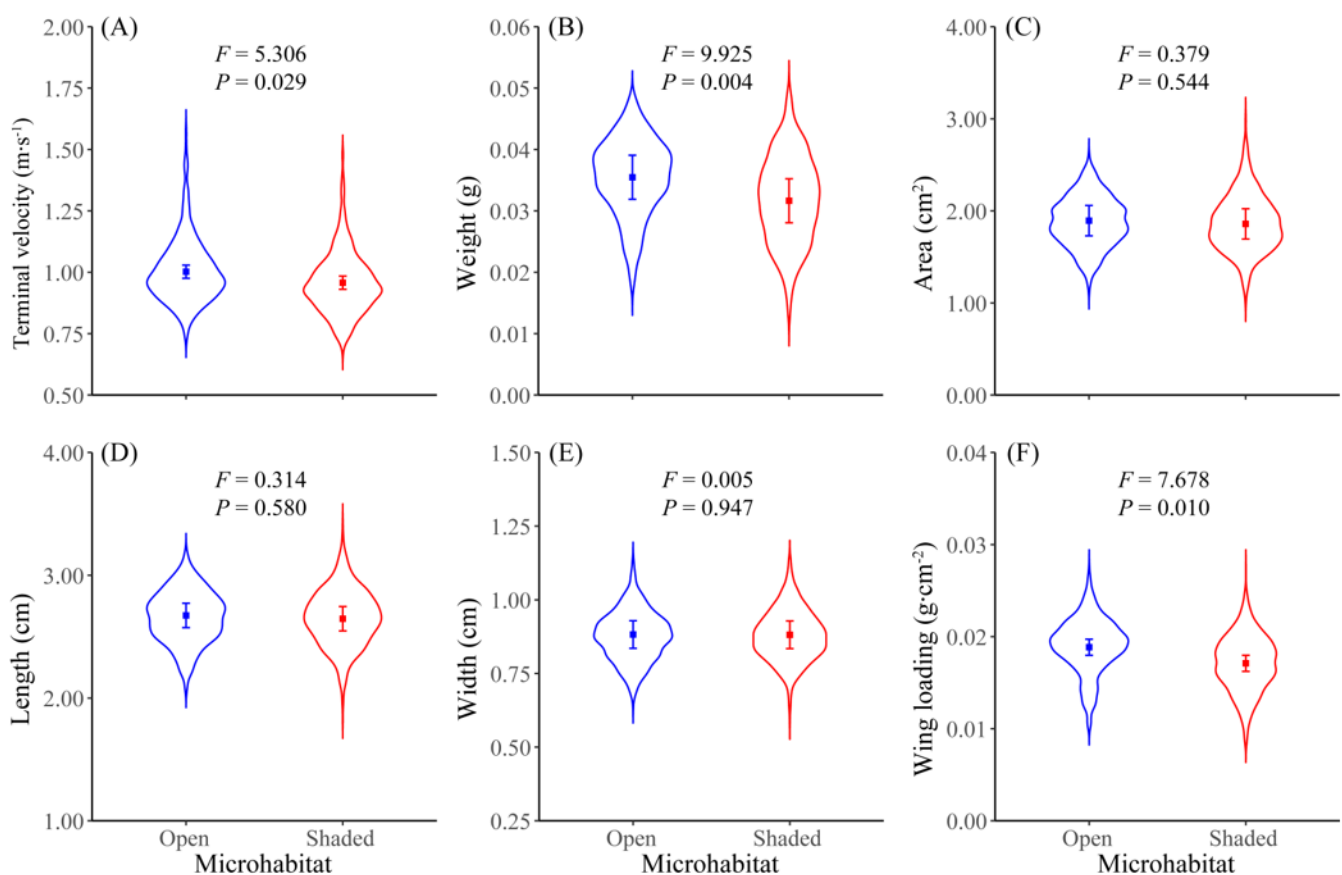 (A)
F = 5.306
P = 0.029
Terminal velocity (m·s⁻¹)
2.00
1.75
1.50
1.25
1.00
0.75
0.50
(B)
F = 9.925
P = 0.004
Weight (g)
0.06
0.05
0.04
0.03
0.02
0.01
0.00
(C)
F = 0.379
P = 0.544
Area (cm²)
4.00
3.00
2.00
1.00
0.00
(D)
F = 0.314
P = 0.580
Length (cm)
4.00
3.00
2.00
1.00
Open Shaded
Microhabitat
(E)
F = 0.005
P = 0.947
Width (cm)
1.50
1.25
1.00
0.75
0.50
0.25
Open Shaded
Microhabitat
(F)
F = 7.678
P = 0.010
Wing loading (g·cm⁻²)
0.04
0.03
0.02
0.01
0.00
Open Shaded
Microhabitat